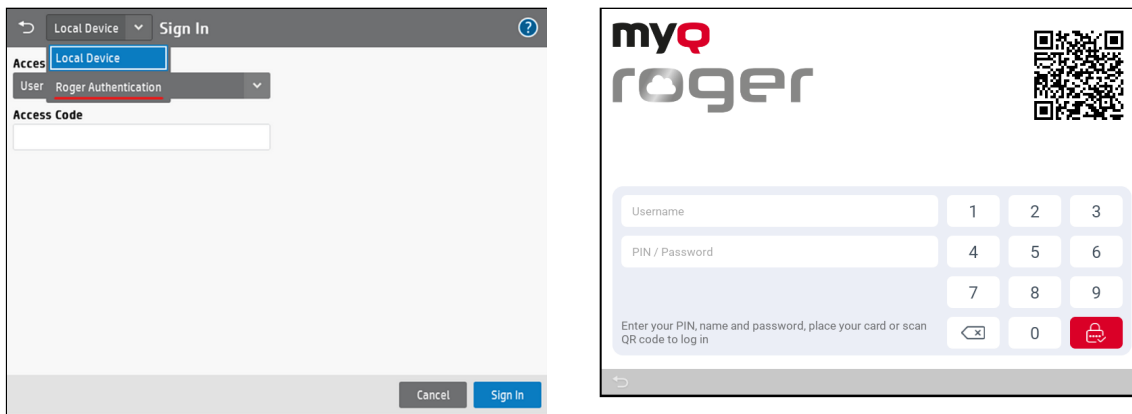 Local Device Sign In ?
Acces
Local Device
User Roger Authentication
Access Code
Cancel Sign In
myQ
roger
Username
PIN / Password
1 2 3
4 5 6
7 8 9
Enter your PIN, name and password, place your card or scan
QR code to log in
0